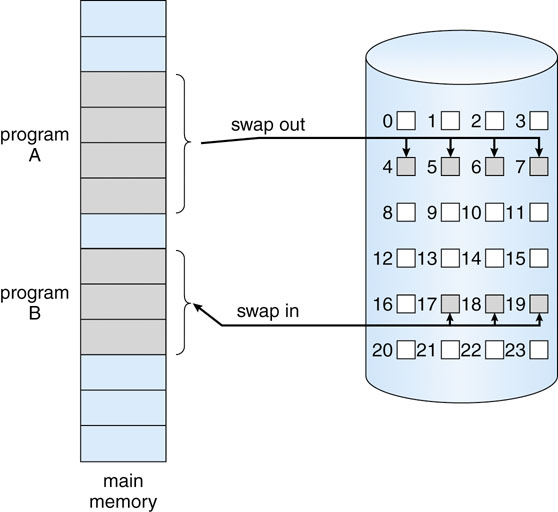 0 1 2 3
swap out
program
A
4 5 6 7
8 9 10 11
12 13 14 15
program
B
16 17 18 19
swap in
20 21 22 23
main
memory